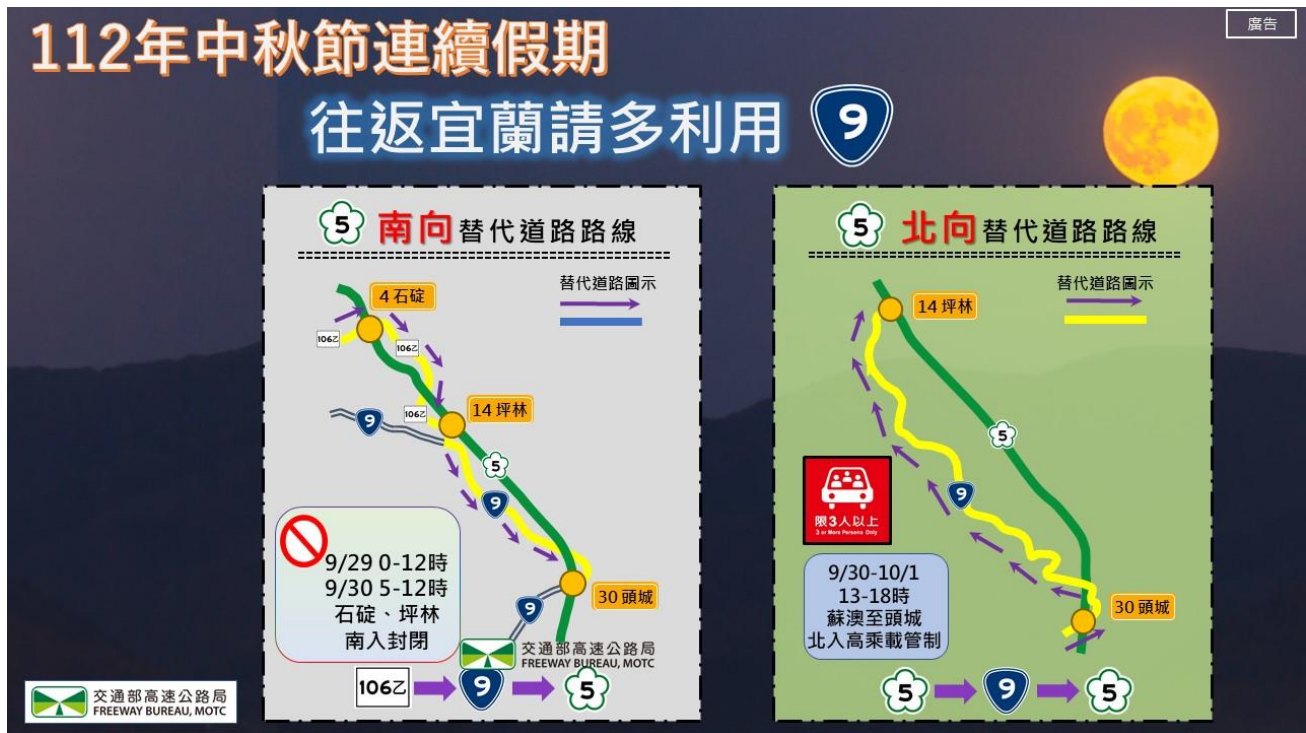 廣告
112年中秋節連續假期
往返宜蘭請多利用 9
5 南向替代道路路線
替代道路圖示
4 石碇
106乙
106乙
106乙
9
14 坪林
5
9
9/29 0-12時
9/30 5-12時
石碇、坪林
南入封閉
30 頭城
9
交通部高速公路局
FREEWAY BUREAU, MOTC
106乙 9 5
5 北向替代道路路線
替代道路圖示
14 坪林
5
9
限3人以上
3 or More Persons Only
9/30-10/1
13-18時
蘇澳至頭城
北入高乘載管制
30 頭城
5 9 5
交通部高速公路局
FREEWAY BUREAU, MOTC